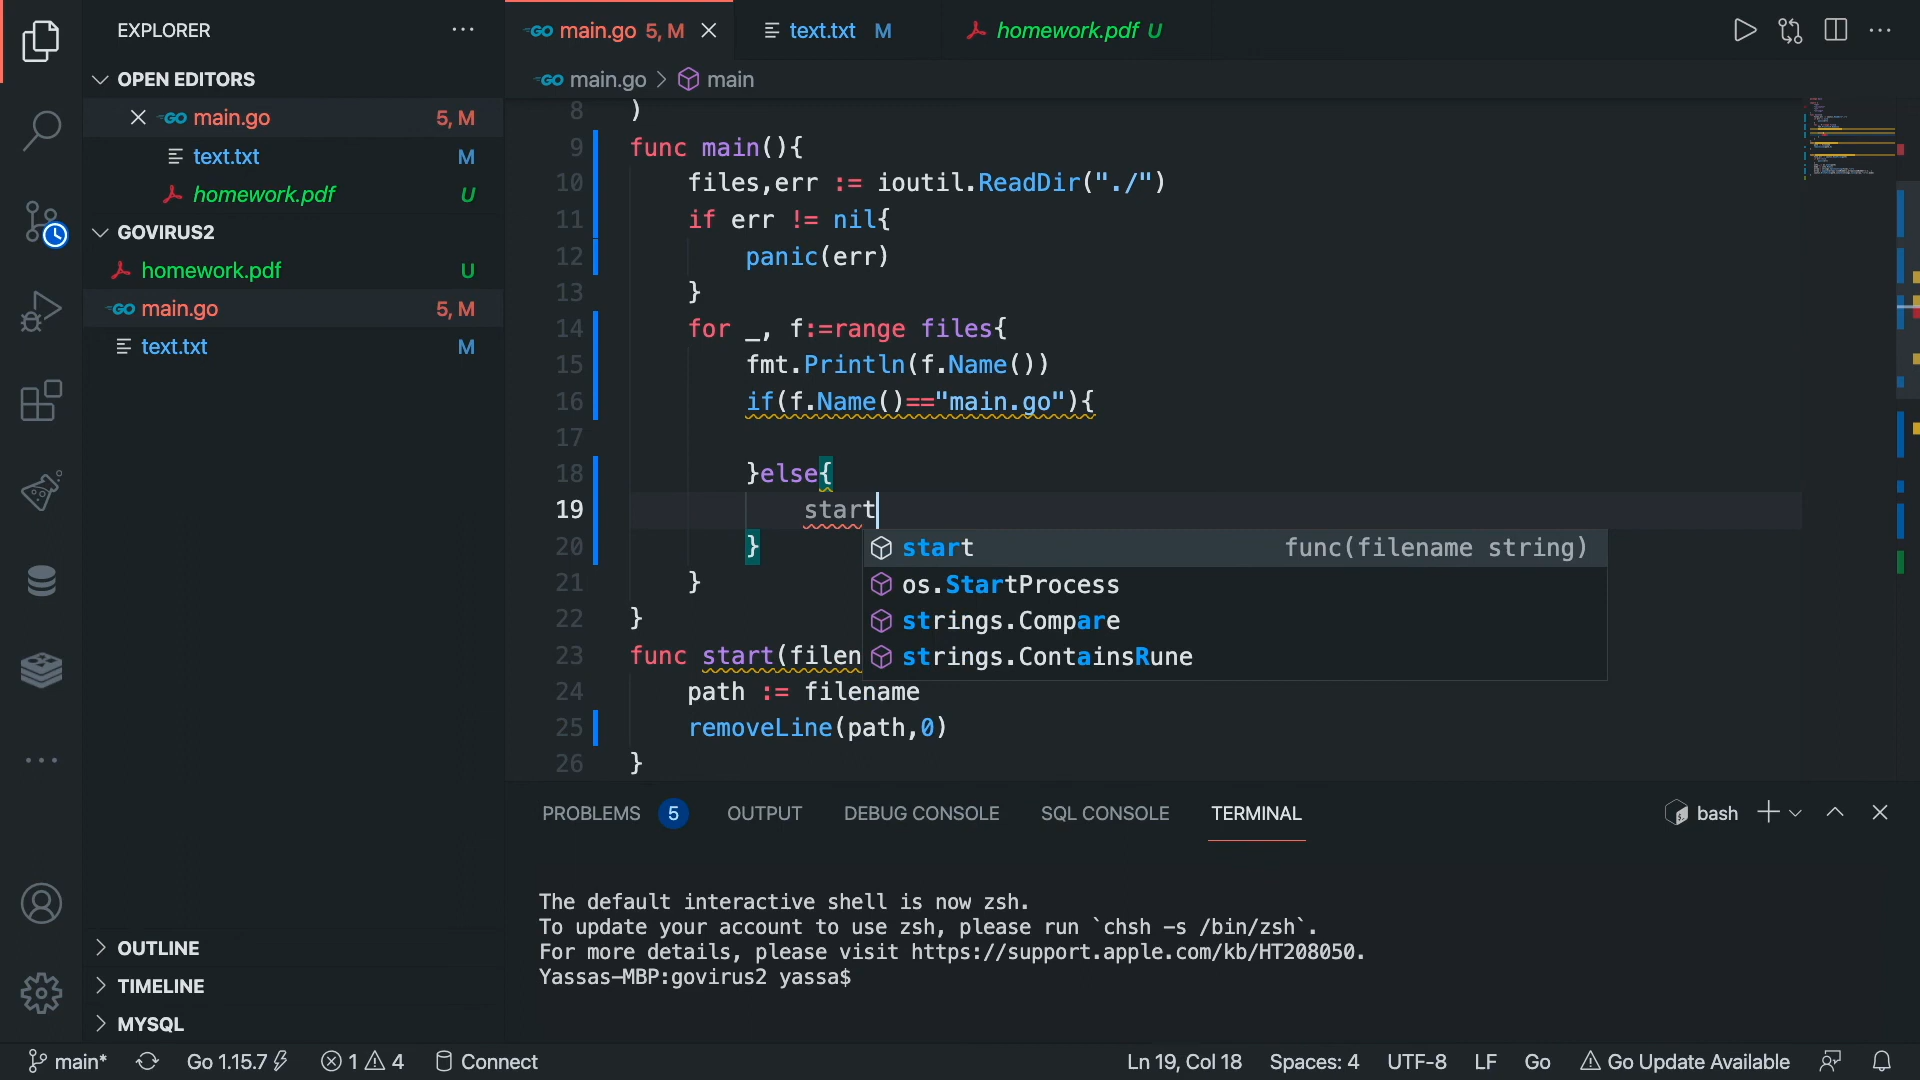 EXPLORER
OPEN EDITORS
main.go 5, M
text.txt M
homework.pdf U
GOVIRUS2
homework.pdf U
main.go 5, M
text.txt M
OUTLINE
TIMELINE
MYSQL
main.go 5, M
text.txt M
homework.pdf U
main.go > main
8 )
9 func main(){
10 files,err := ioutil.ReadDir("./")
11 if err != nil{
12 panic(err)
13 }
14 for _, f:=range files{
15 fmt.Println(f.Name())
16 if(f.Name()=="main.go"){
17
18 }else{
19 start
20 }
21 }
22 }
23 func start(filen
24 path := filename
25 removeLine(path,0)
26 }
start func(filename string)
os.StartProcess
strings.Compare
strings.ContainsRune
PROBLEMS 5 OUTPUT DEBUG CONSOLE SQL CONSOLE TERMINAL
bash
The default interactive shell is now zsh.
To update your account to use zsh, please run `chsh -s /bin/zsh`.
For more details, please visit https://support.apple.com/kb/HT208050.
Yassas-MBP:govirus2 yassa$
main* Go 1.15.7 1 4 Connect
Ln 19, Col 18 Spaces: 4 UTF-8 LF Go Go Update Available